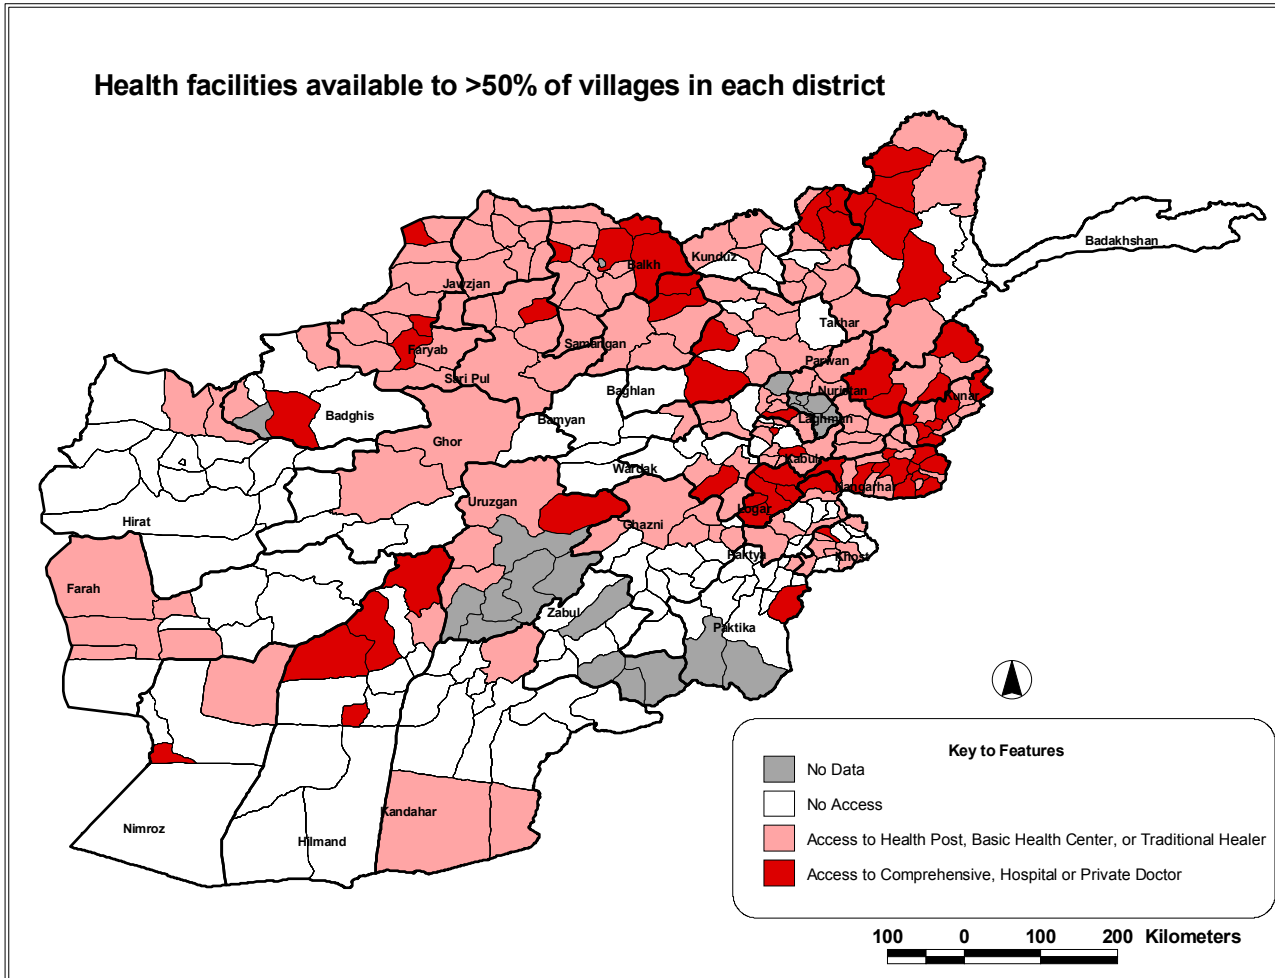 Health facilities available to >50% of villages in each district
Badakhshan
Kunduz
Balkh
Jawzjan
Takhar
Samangan
Faryab
Parwan
Sari Pul
Baghlan
Nuristan
Kunar
Badghis
Bamyan
Laghman
Ghor
Kabul
Wardak
Nangarhar
Uruzgan
Logar
Hirat
Ghazni
Paktya
Khost
Farah
Zabul
Paktika
Kandahar
Nimroz
Hilmand
Key to Features
No Data
No Access
Access to Health Post, Basic Health Center, or Traditional Healer
Access to Comprehensive, Hospital or Private Doctor
100 0 100 200 Kilometers